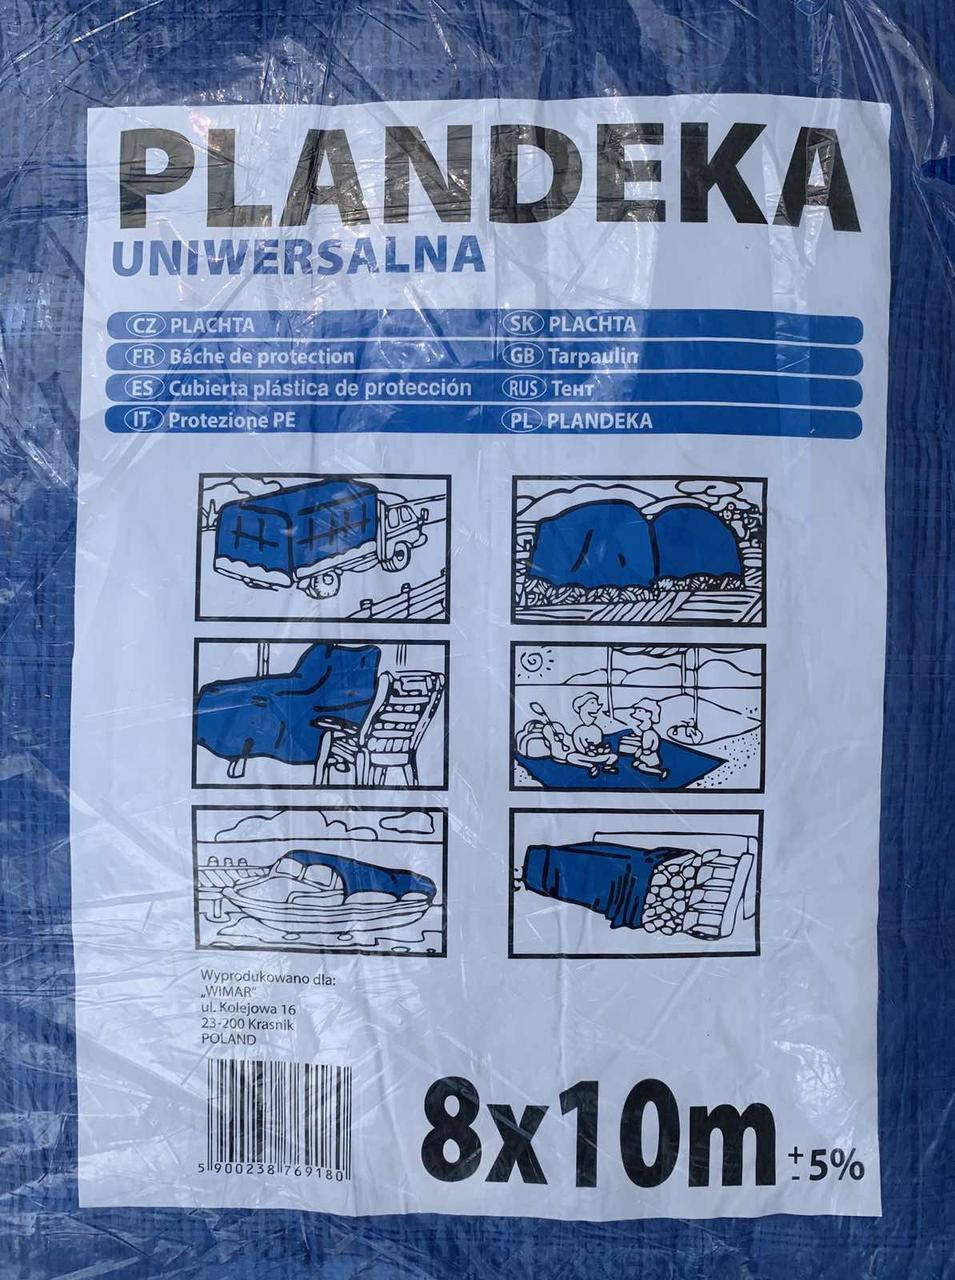 PLANDEKA
UNIWERSALNA
CZ PLACHTA
SK PLACHTA
FR Bâche de protection
GB Tarpaulin
ES Cubierta plástica de protección
RUS Тент
IT Protezione PE
PL PLANDEKA
Wyprodukowano dla:
„WIMAR"
ul. Kolejowa 16
23-200 Krasnik
POLAND
5 900238 769180
8x10m +- 5%